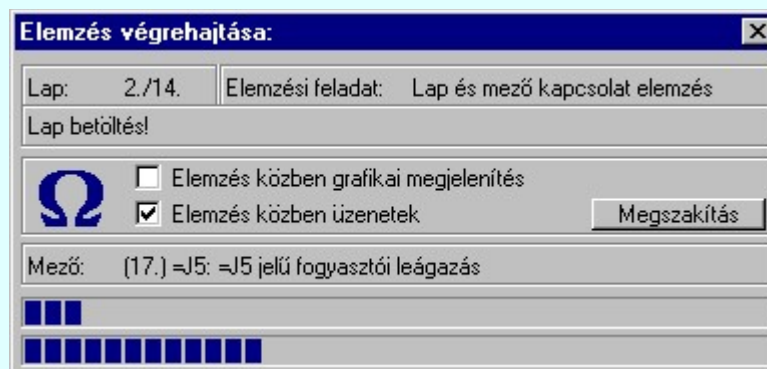 Elemzés végrehajtása:
Lap: 2./14. Elemzési feladat: Lap és mező kapcsolat elemzés
Lap betöltés!
Elemzés közben grafikai megjelenítés
Elemzés közben üzenetek Megszakítás
Mező: (17.) =J5: =J5 jelű fogyasztói leágazás